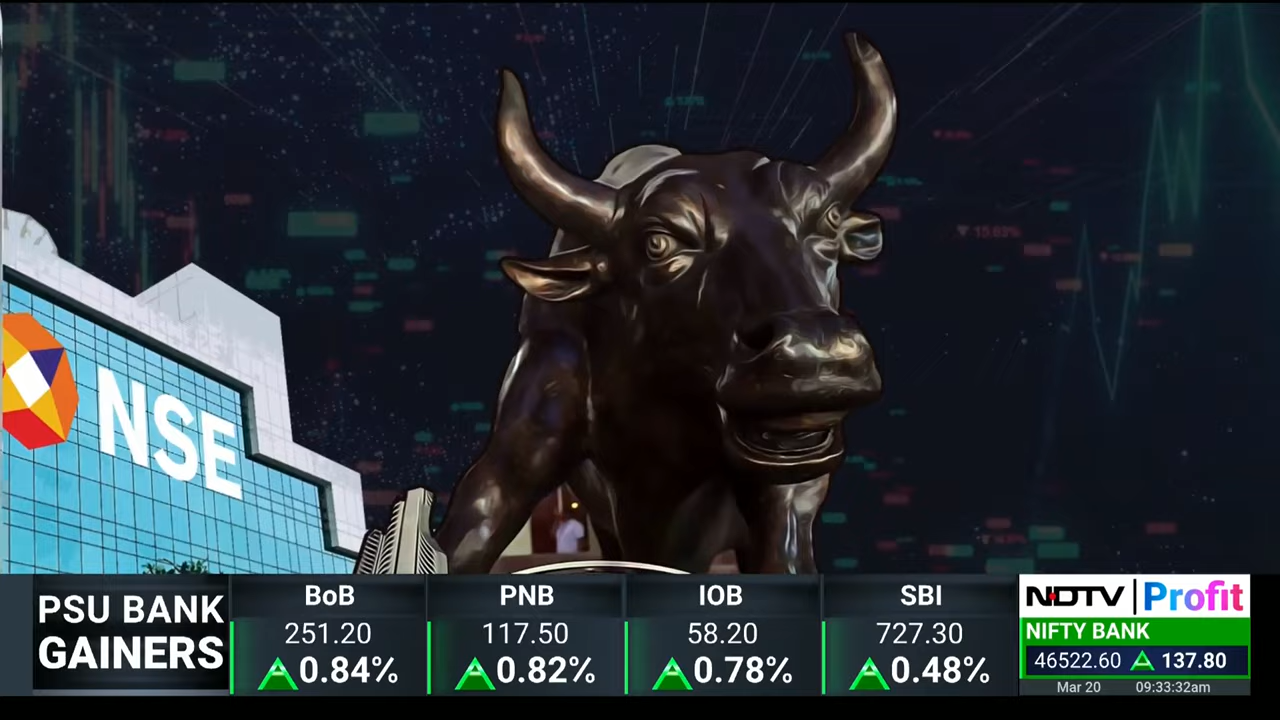 NSE
PSU BANK
GAINERS
BoB
251.20
0.84%
PNB
117.50
0.82%
IOB
58.20
0.78%
SBI
727.30
0.48%
NDTV Profit
NIFTY BANK
46522.60 137.80
Mar 20 09:33:32am